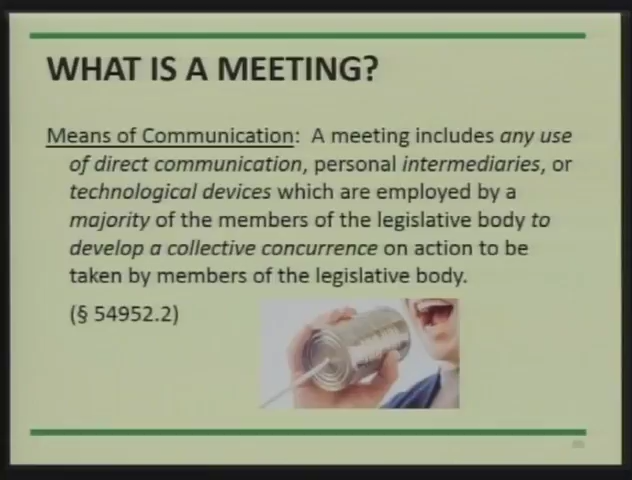 WHAT IS A MEETING?
Means of Communication: A meeting includes any use
of direct communication, personal intermediaries, or
technological devices which are employed by a
majority of the members of the legislative body to
develop a collective concurrence on action to be
taken by members of the legislative body.
(§ 54952.2)